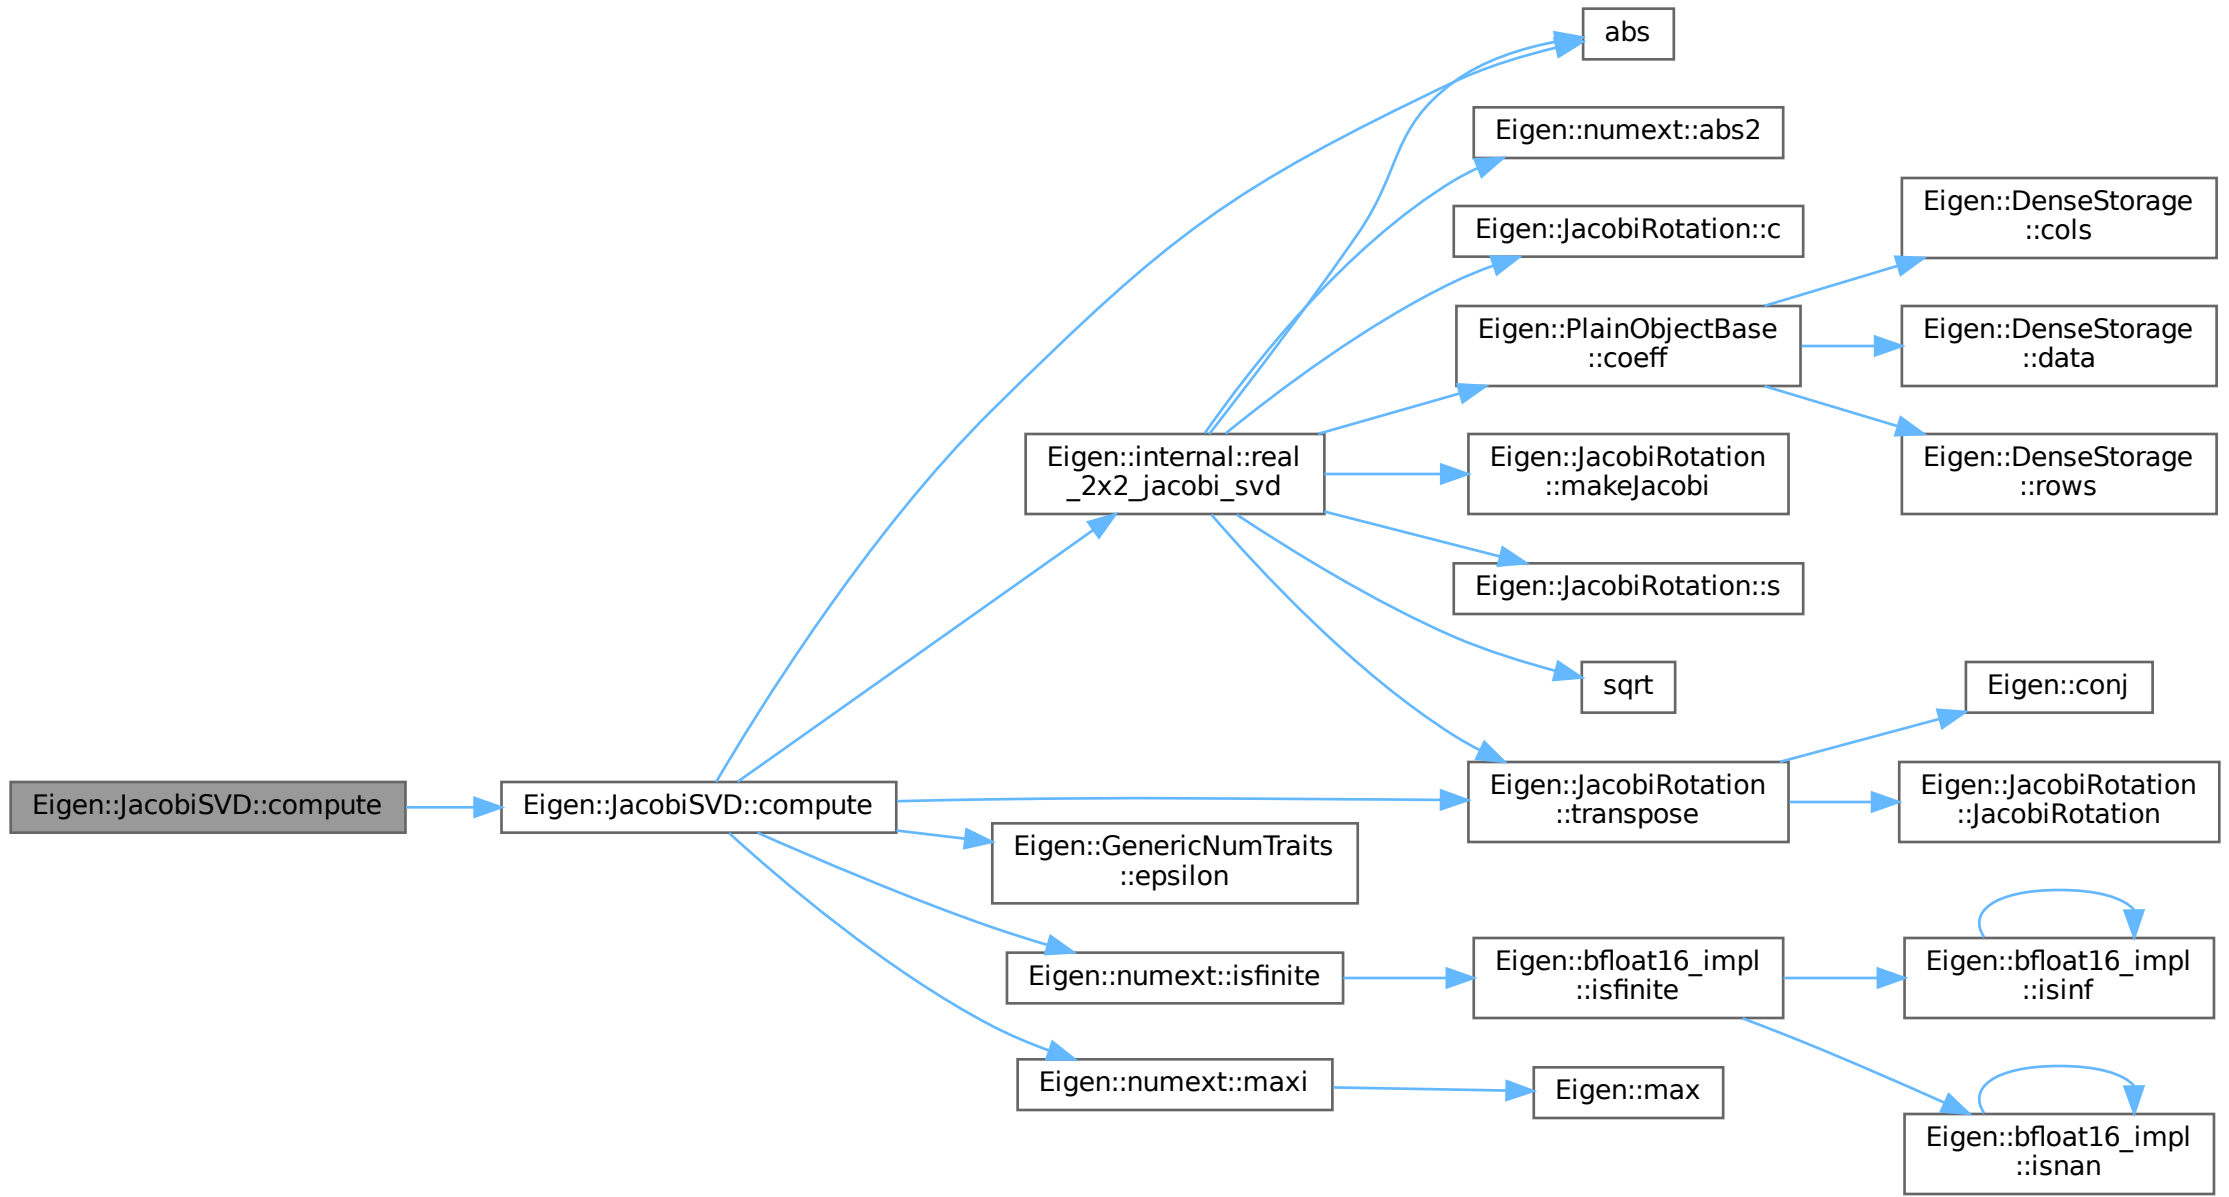 Eigen::JacobiSVD::compute
Eigen::JacobiSVD::compute
abs
Eigen::internal::real
_2x2_jacobi_svd
Eigen::numext::abs2
Eigen::JacobiRotation::c
Eigen::PlainObjectBase
::coeff
Eigen::DenseStorage
::cols
Eigen::DenseStorage
::data
Eigen::DenseStorage
::rows
Eigen::JacobiRotation
::makeJacobi
Eigen::JacobiRotation::s
sqrt
Eigen::JacobiRotation
::transpose
Eigen::conj
Eigen::JacobiRotation
::JacobiRotation
Eigen::GenericNumTraits
::epsilon
Eigen::numext::isfinite
Eigen::bfloat16_impl
::isfinite
Eigen::bfloat16_impl
::isinf
Eigen::bfloat16_impl
::isnan
Eigen::numext::maxi
Eigen::max